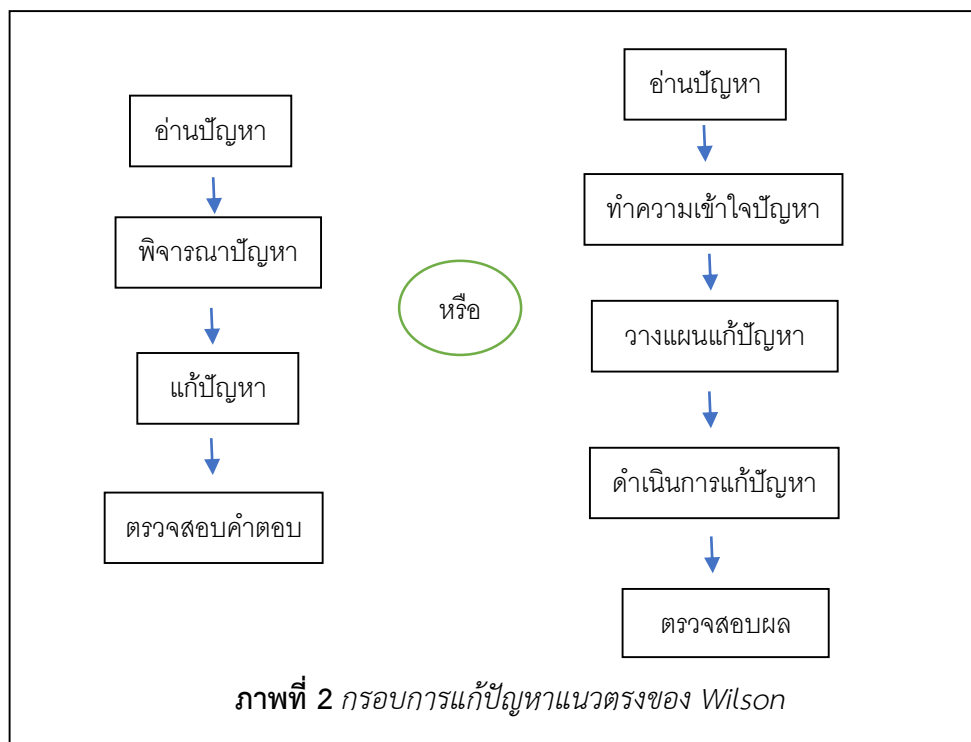 อ่านปัญหา
พิจารณาปัญหา
แก้ปัญหา
ตรวจสอบคำตอบ
หรือ
อ่านปัญหา
ทำความเข้าใจปัญหา
วางแผนแก้ปัญหา
ดำเนินการแก้ปัญหา
ตรวจสอบผล
ภาพที่ 2 กรอบการแก้ปัญหาแนวตรงของ Wilson